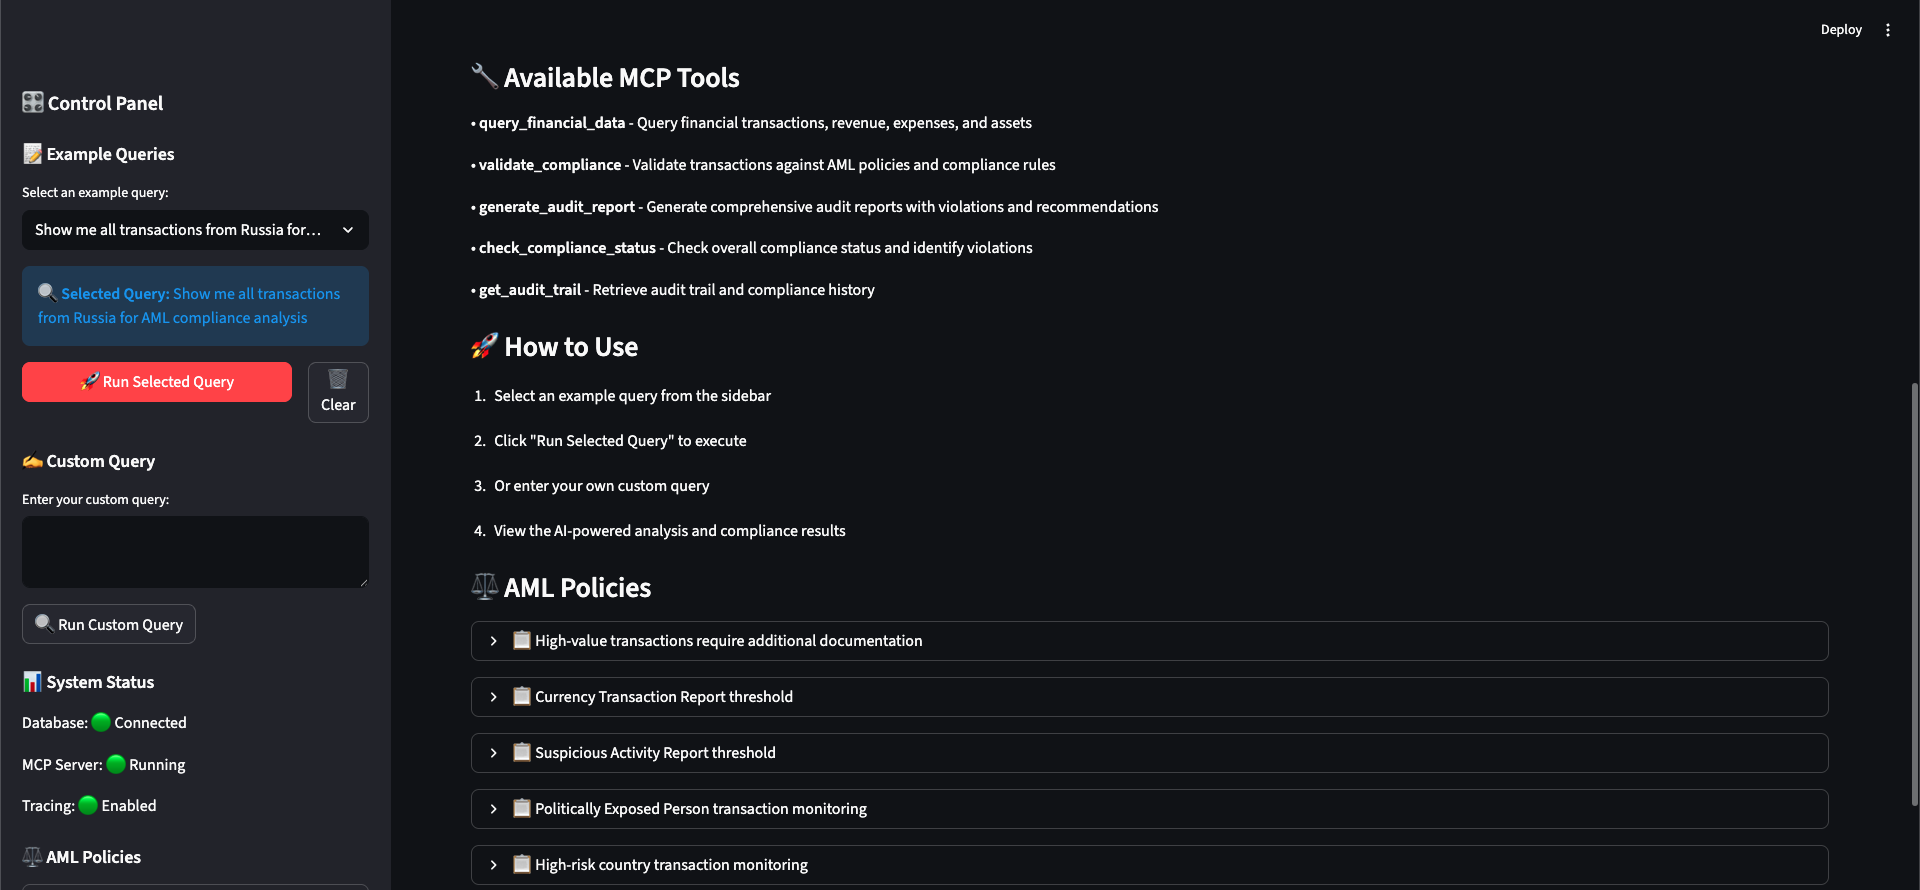 Deploy
Control Panel
Example Queries
Select an example query:
Show me all transactions from Russia for...
Selected Query: Show me all transactions
from Russia for AML compliance analysis
Run Selected Query
Clear
Custom Query
Enter your custom query:
Run Custom Query
System Status
Database: Connected
MCP Server: Running
Tracing: Enabled
AML Policies
Available MCP Tools
• query_financial_data - Query financial transactions, revenue, expenses, and assets
• validate_compliance - Validate transactions against AML policies and compliance rules
• generate_audit_report - Generate comprehensive audit reports with violations and recommendations
• check_compliance_status - Check overall compliance status and identify violations
• get_audit_trail - Retrieve audit trail and compliance history
How to Use
1. Select an example query from the sidebar
2. Click "Run Selected Query" to execute
3. Or enter your own custom query
4. View the AI-powered analysis and compliance results
AML Policies
High-value transactions require additional documentation
Currency Transaction Report threshold
Suspicious Activity Report threshold
Politically Exposed Person transaction monitoring
High-risk country transaction monitoring